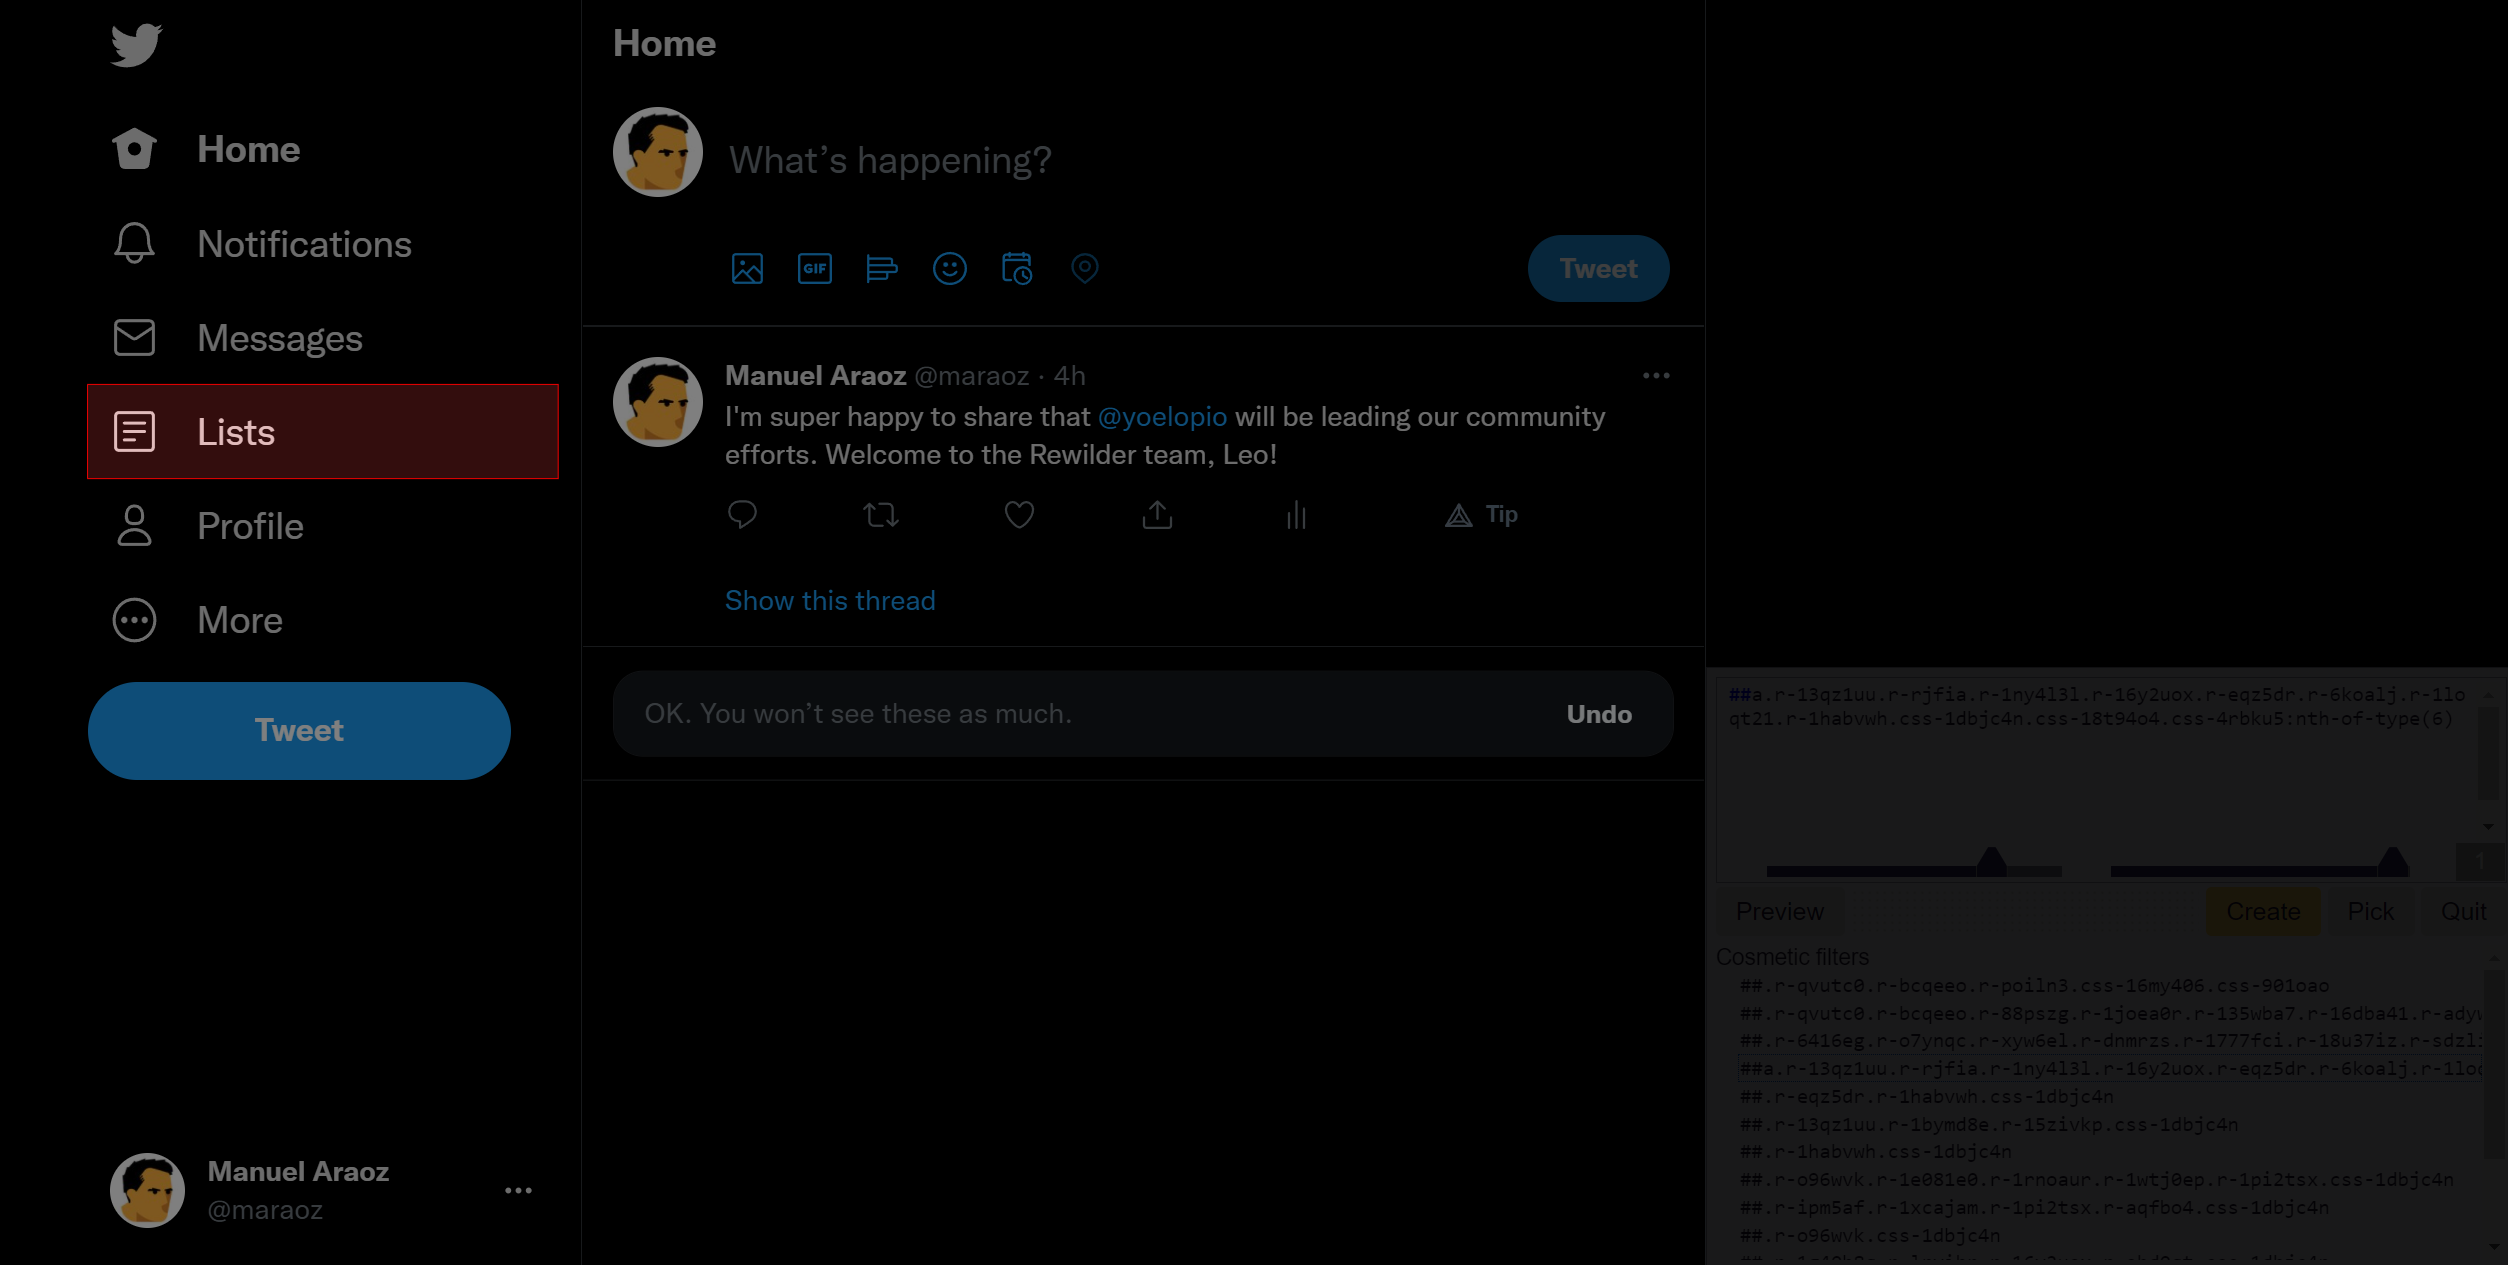 Home
Notifications
Messages
Lists
Profile
More
Tweet
Manuel Araoz
@maraoz
Home
What's happening?
GIF
Tweet
Manuel Araoz @maraoz · 4h
I'm super happy to share that @yoelopio will be leading our community
efforts. Welcome to the Rewilder team, Leo!
Tip
Show this thread
OK. You won't see these as much.
Undo
##a.r-13qz1uu.r-rjfia.r-1ny4l3l.r-16y2uox.r-eqz5dr.r-6koalj.r-1lo
qt21.r-1habvwh.css-1dbjc4n.css-18t94o4.css-4rbku5:nth-of-type(6)
1
Preview
Create
Pick
Quit
Cosmetic filters
##.r-qvutc0.r-bcqeeo.r-poiln3.css-16my406.css-901oao
##.r-qvutc0.r-bcqeeo.r-88pszg.r-1joea0r.r-135wba7.r-16dba41.r-ady
##.r-6416eg.r-o7ynqc.r-xyw6el.r-dnmrzs.r-1777fci.r-18u37iz.r-sdzl
##a.r-13qz1uu.r-rjfia.r-1ny4l3l.r-16y2uox.r-eqz5dr.r-6koalj.r-1lo
##.r-eqz5dr.r-1habvwh.css-1dbjc4n
##.r-13qz1uu.r-1bymd8e.r-15zivkp.css-1dbjc4n
##.r-1habvwh.css-1dbjc4n
##.r-o96wvk.r-1e081e0.r-1rnoaur.r-1wtj0ep.r-1pi2tsx.css-1dbjc4n
##.r-ipm5af.r-1xcajam.r-1pi2tsx.r-aqfbo4.css-1dbjc4n
##.r-o96wvk.css-1dbjc4n